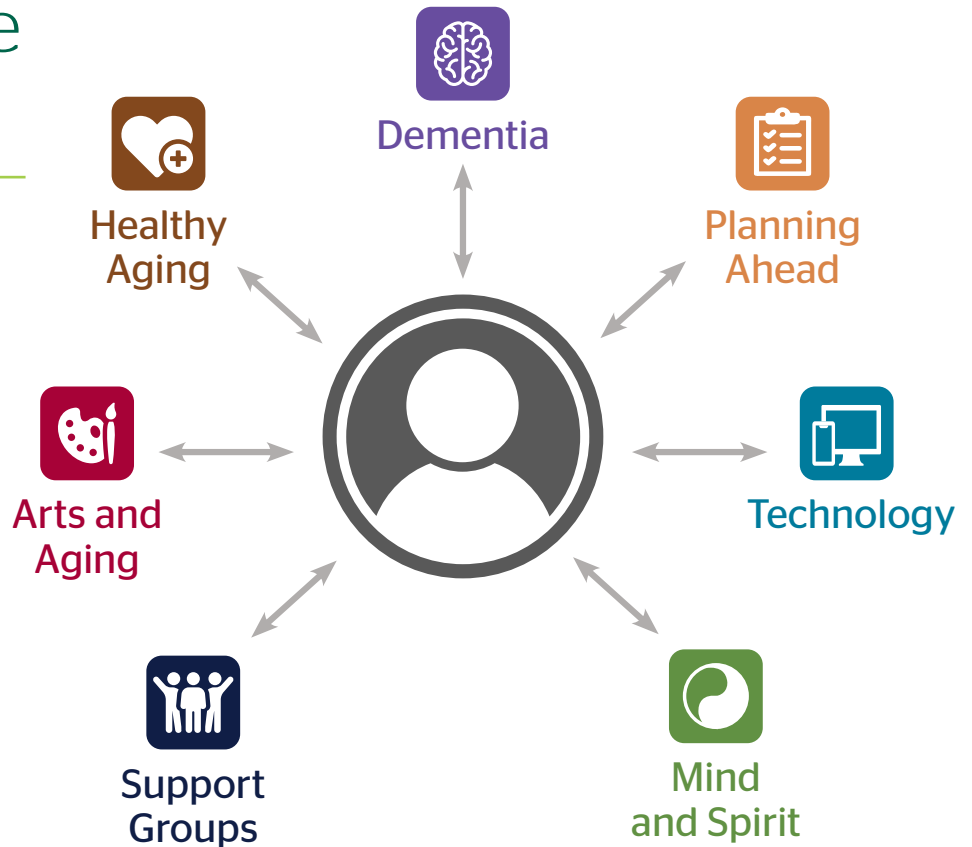 e
Dementia
Healthy
Aging
Planning
Ahead
Arts and
Aging
Technology
Support
Groups
Mind
and Spirit